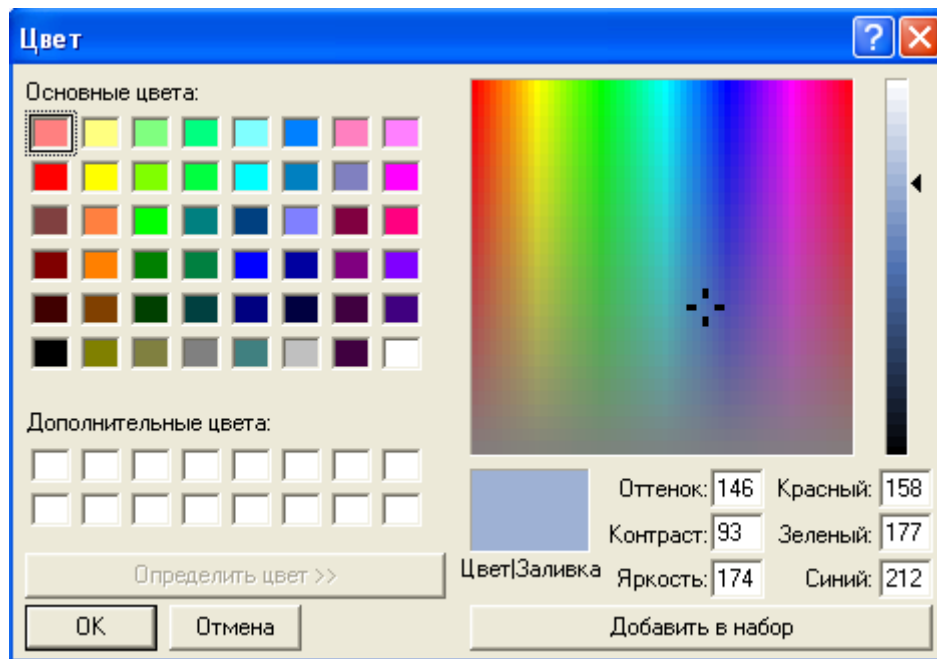 Цвет
Основные цвета:
Дополнительные цвета:
Определить цвет >>
OK Отмена
Оттенок: 146 Красный: 158
Контраст: 93 Зеленый: 177
Цвет|Заливка Яркость: 174 Синий: 212
Добавить в набор